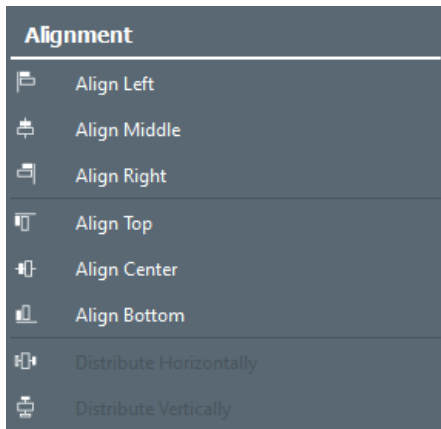 Alignment
Align Left
Align Middle
Align Right
Align Top
Align Center
Align Bottom
Distribute Horizontally
Distribute Vertically